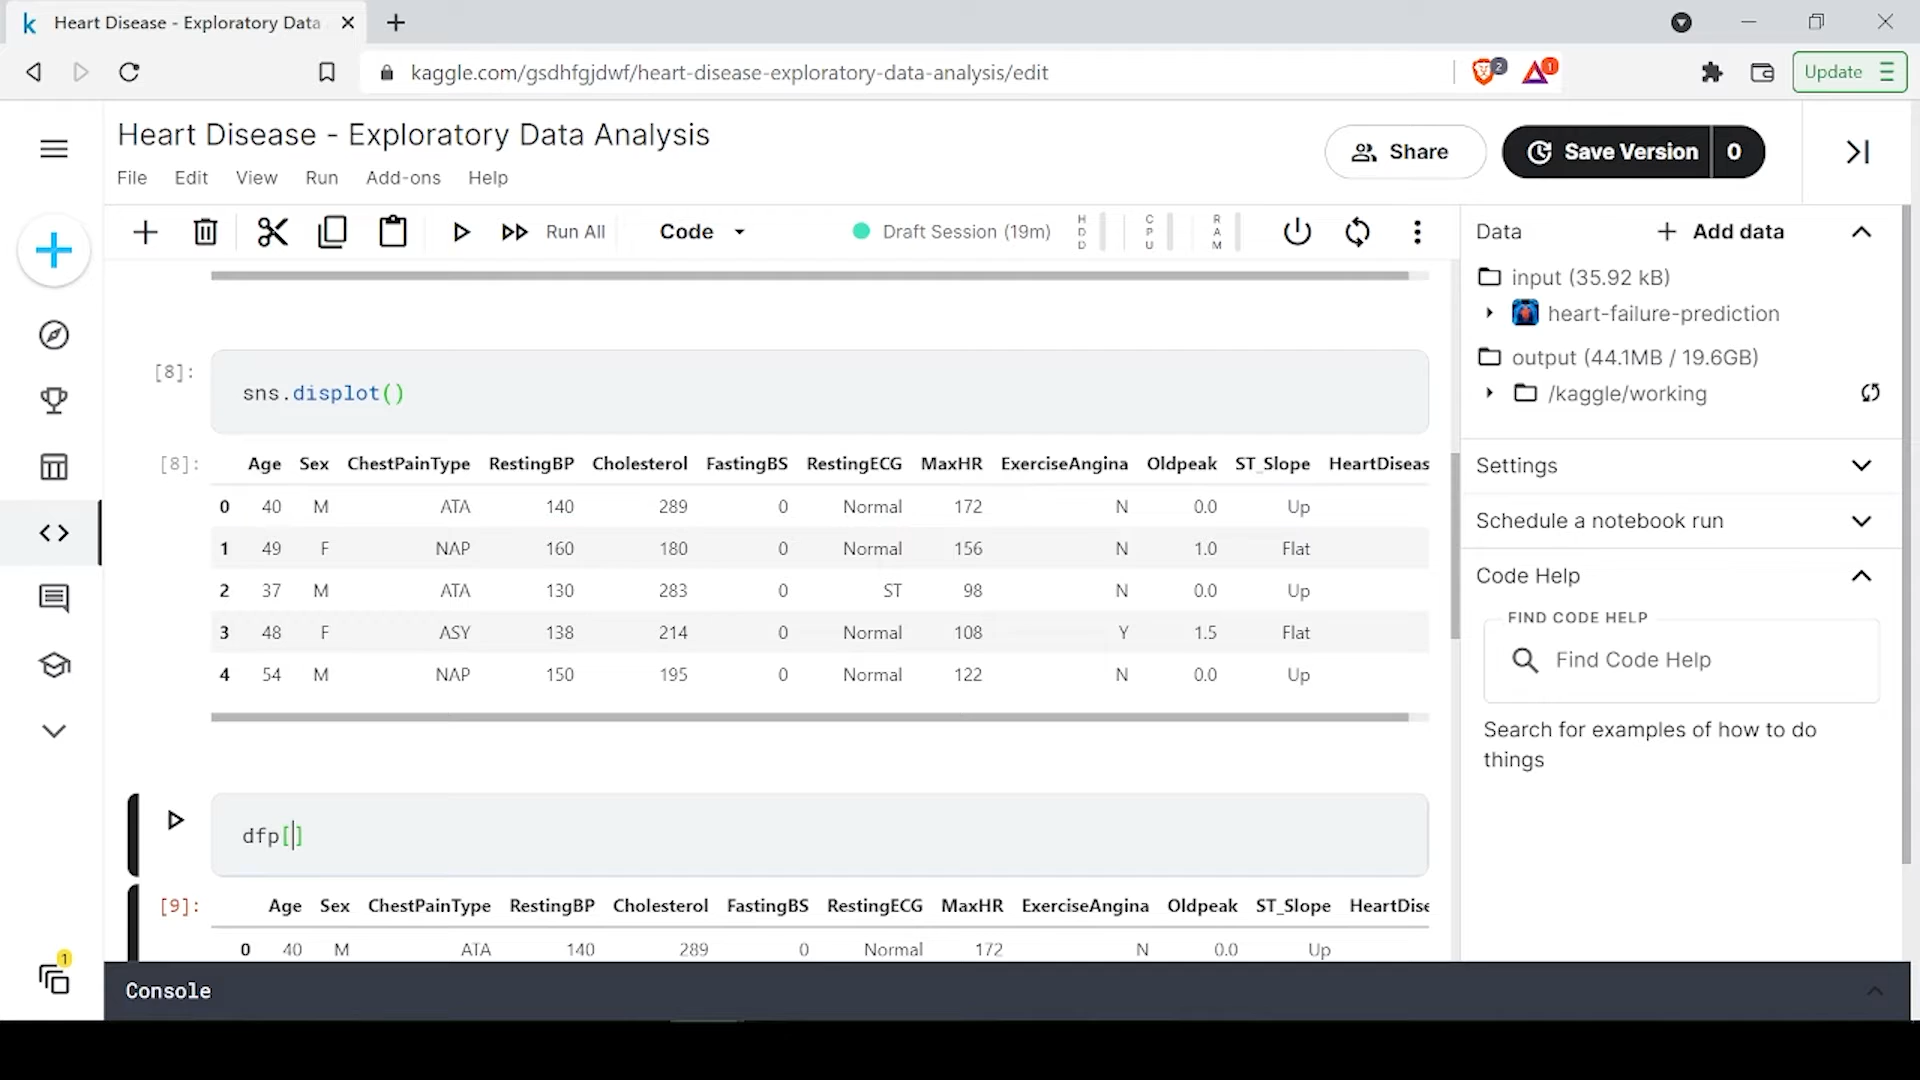 Heart Disease - Exploratory Data
kaggle.com/gsdhfgjdwf/heart-disease-exploratory-data-analysis/edit
2
1
Update
Heart Disease - Exploratory Data Analysis
Share
Save Version
0
File Edit View Run Add-ons Help
Run All
Code
Draft Session (19m)
HDD
CPU
RAM
Data
Add data
input (35.92 kB)
heart-failure-prediction
output (44.1MB / 19.6GB)
/kaggle/working
Settings
Schedule a notebook run
Code Help
FIND CODE HELP
Find Code Help
Search for examples of how to do
things
[8]:
sns.displot()
[8]:
Age Sex ChestPainType RestingBP Cholesterol FastingBS RestingECG MaxHR ExerciseAngina Oldpeak ST_Slope HeartDiseas
0 40 M ATA 140 289 0 Normal 172 N 0.0 Up
1 49 F NAP 160 180 0 Normal 156 N 1.0 Flat
2 37 M ATA 130 283 0 ST 98 N 0.0 Up
3 48 F ASY 138 214 0 Normal 108 Y 1.5 Flat
4 54 M NAP 150 195 0 Normal 122 N 0.0 Up
dfp[]
[9]:
Age Sex ChestPainType RestingBP Cholesterol FastingBS RestingECG MaxHR ExerciseAngina Oldpeak ST_Slope HeartDise
0 40 M ATA 140 289 0 Normal 172 N 0.0 Up
1
Console